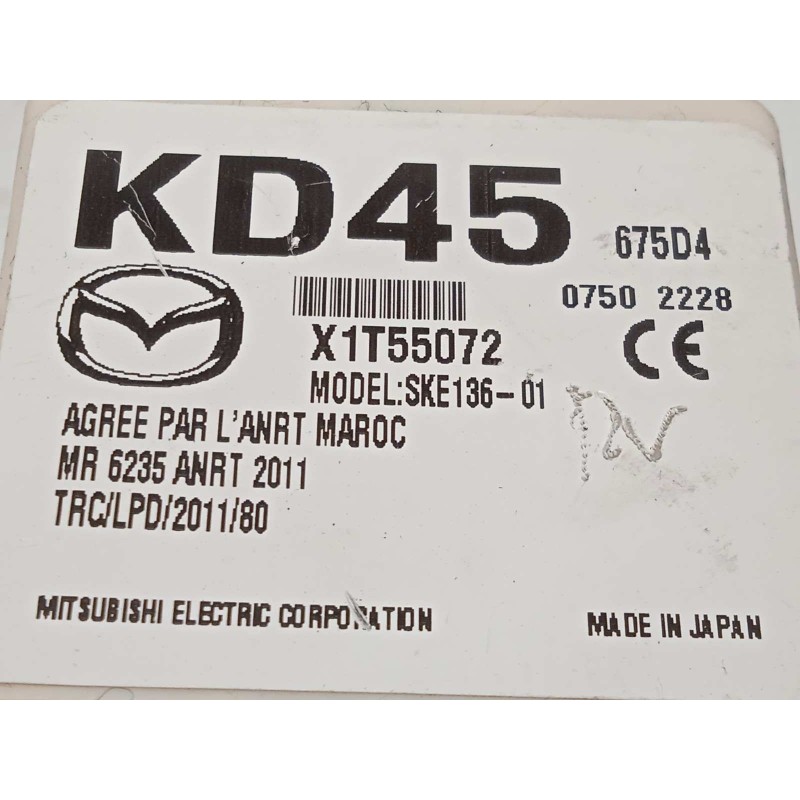 KD45 675D4
0750 2228
X1T55072 CE
MODEL:SKE136-01
AGREE PAR L'ANRT MAROC
MR 6235 ANRT 2011
TRC/LPD/2011/80
MITSUBISHI ELECTRIC CORPORATION MADE IN JAPAN